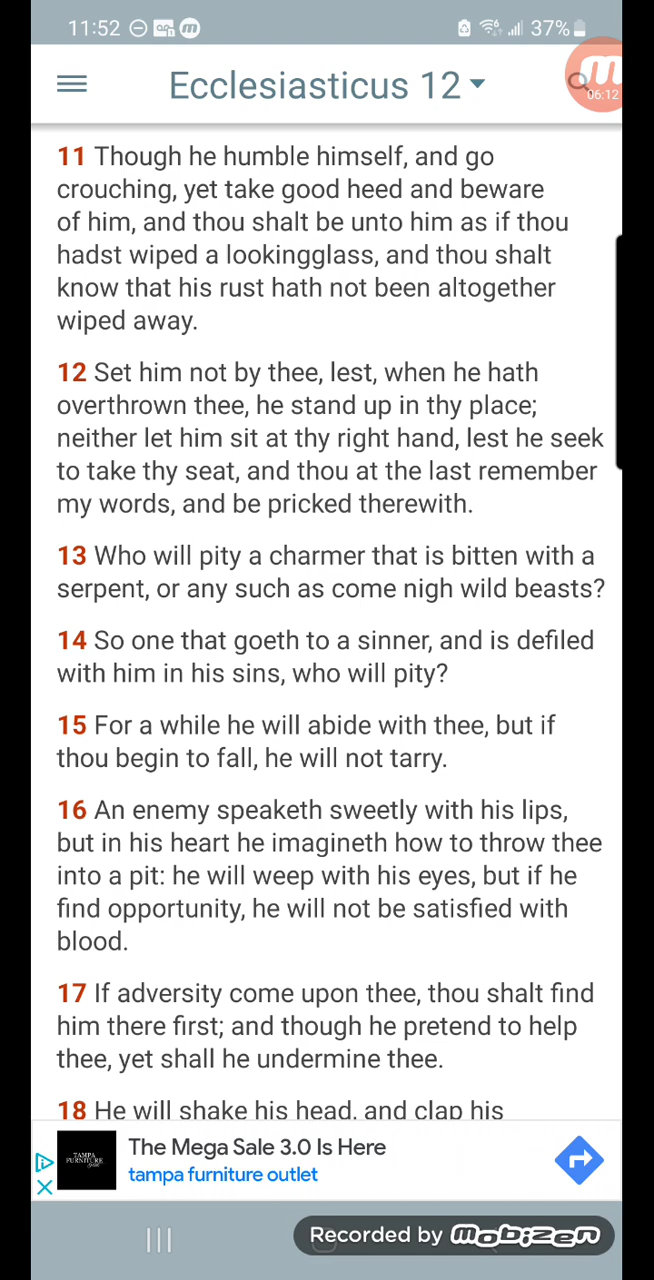 11:52 37%
Ecclesiasticus 12
06:12
11 Though he humble himself, and go
crouching, yet take good heed and beware
of him, and thou shalt be unto him as if thou
hadst wiped a lookingglass, and thou shalt
know that his rust hath not been altogether
wiped away.
12 Set him not by thee, lest, when he hath
overthrown thee, he stand up in thy place;
neither let him sit at thy right hand, lest he seek
to take thy seat, and thou at the last remember
my words, and be pricked therewith.
13 Who will pity a charmer that is bitten with a
serpent, or any such as come nigh wild beasts?
14 So one that goeth to a sinner, and is defiled
with him in his sins, who will pity?
15 For a while he will abide with thee, but if
thou begin to fall, he will not tarry.
16 An enemy speaketh sweetly with his lips,
but in his heart he imagineth how to throw thee
into a pit: he will weep with his eyes, but if he
find opportunity, he will not be satisfied with
blood.
17 If adversity come upon thee, thou shalt find
him there first; and though he pretend to help
thee, yet shall he undermine thee.
18 He will shake his head, and clap his
TAMPA
FURNITURE
The Mega Sale 3.0 Is Here
tampa furniture outlet
Recorded by mobizen